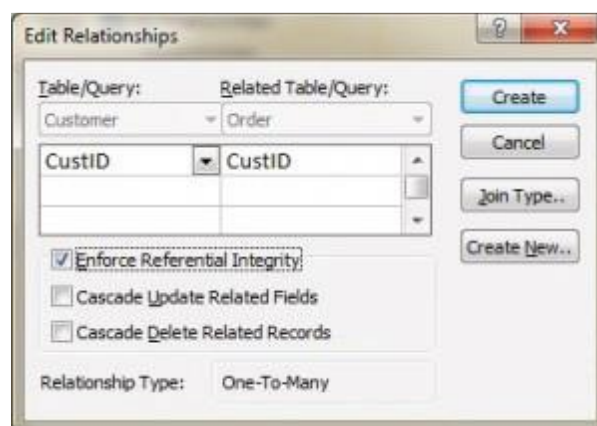 Edit Relationships
Table/Query: Related Table/Query:
Create
Customer Order
Cancel
CustID CustID
Join Type..
Enforce Referential Integrity
Create New..
Cascade Update Related Fields
Cascade Delete Related Records
Relationship Type: One-To-Many